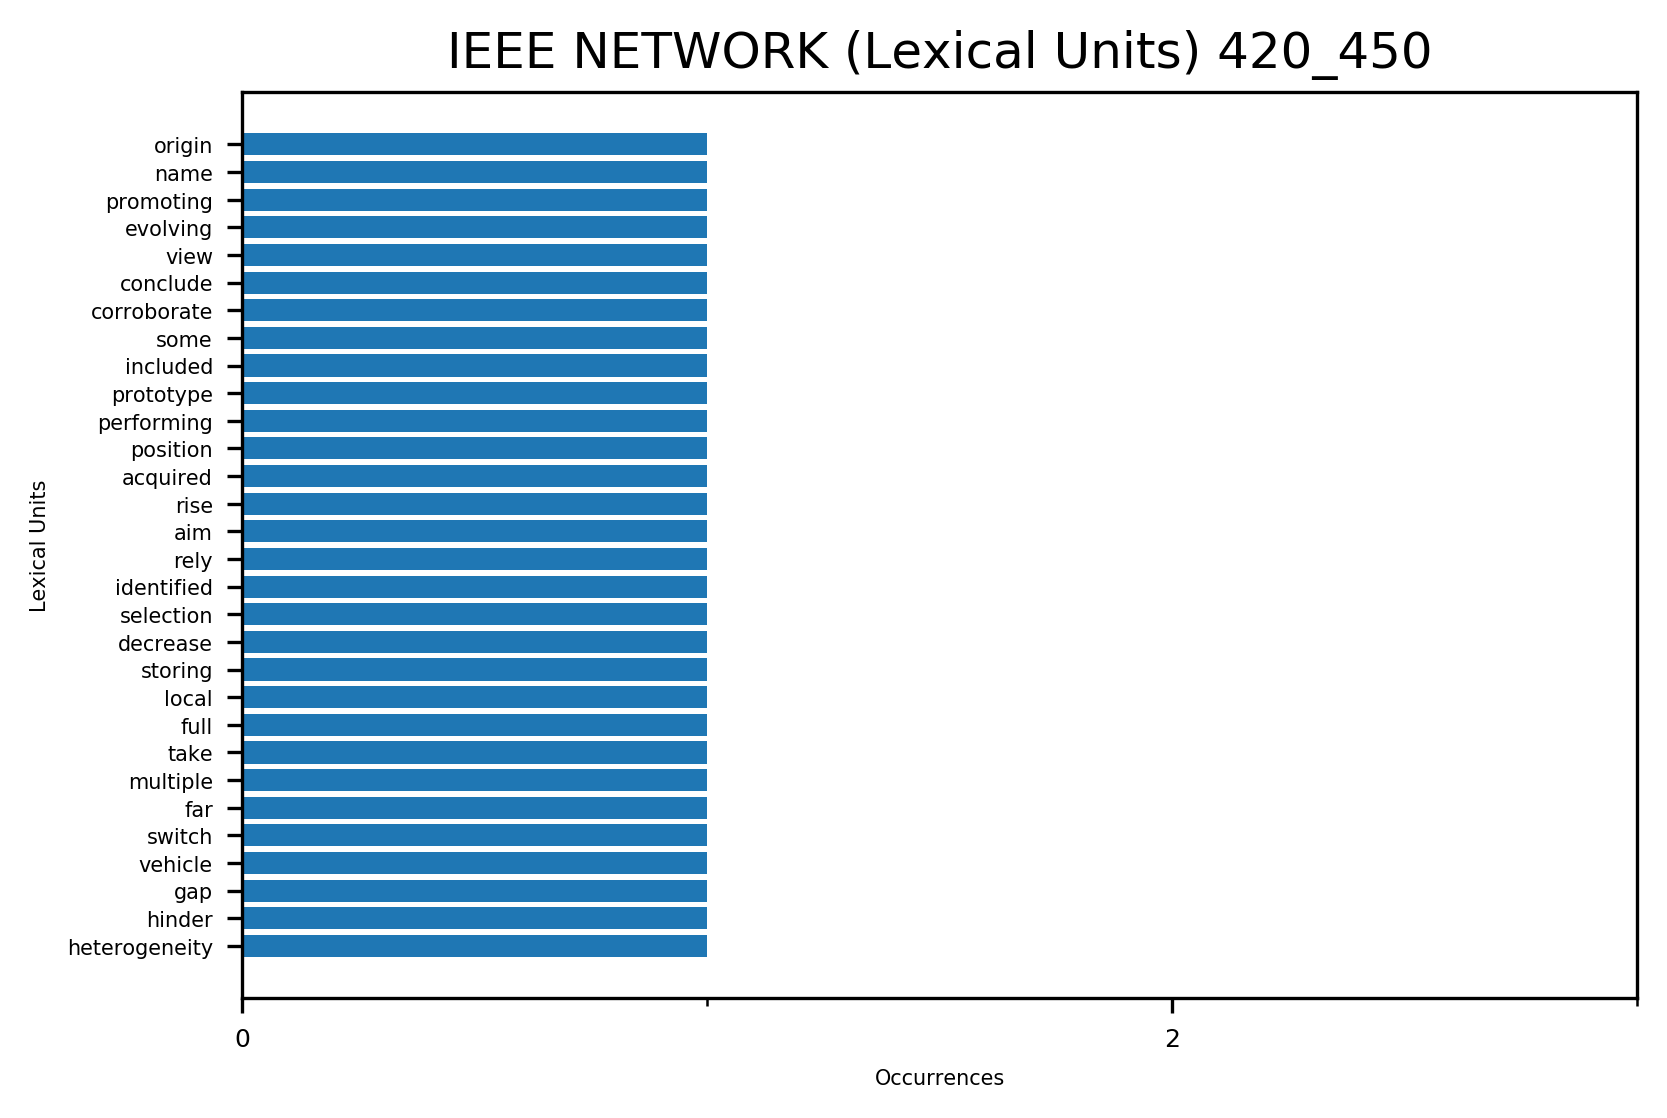 IEEE NETWORK (Lexical Units) 420_450
origin
name
promoting
evolving
view
conclude
corroborate
some
included
prototype
performing
position
acquired
rise
aim
rely
identified
selection
decrease
storing
local
full
take
multiple
far
switch
vehicle
gap
hinder
heterogeneity
Lexical Units
0
2
Occurrences